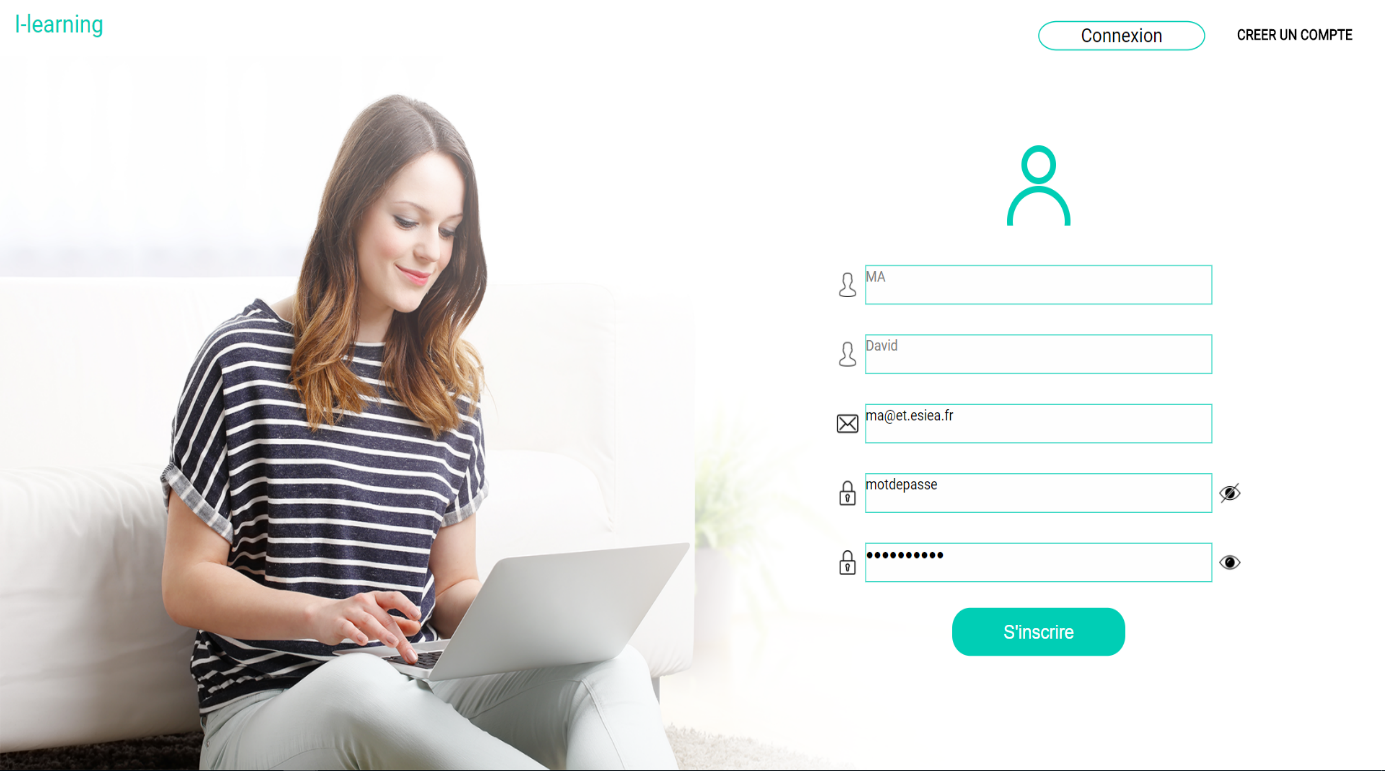 I-learning
Connexion
CREER UN COMPTE
MA
David
ma@et.esiea.fr
motdepasse
••••••••••
S'inscrire